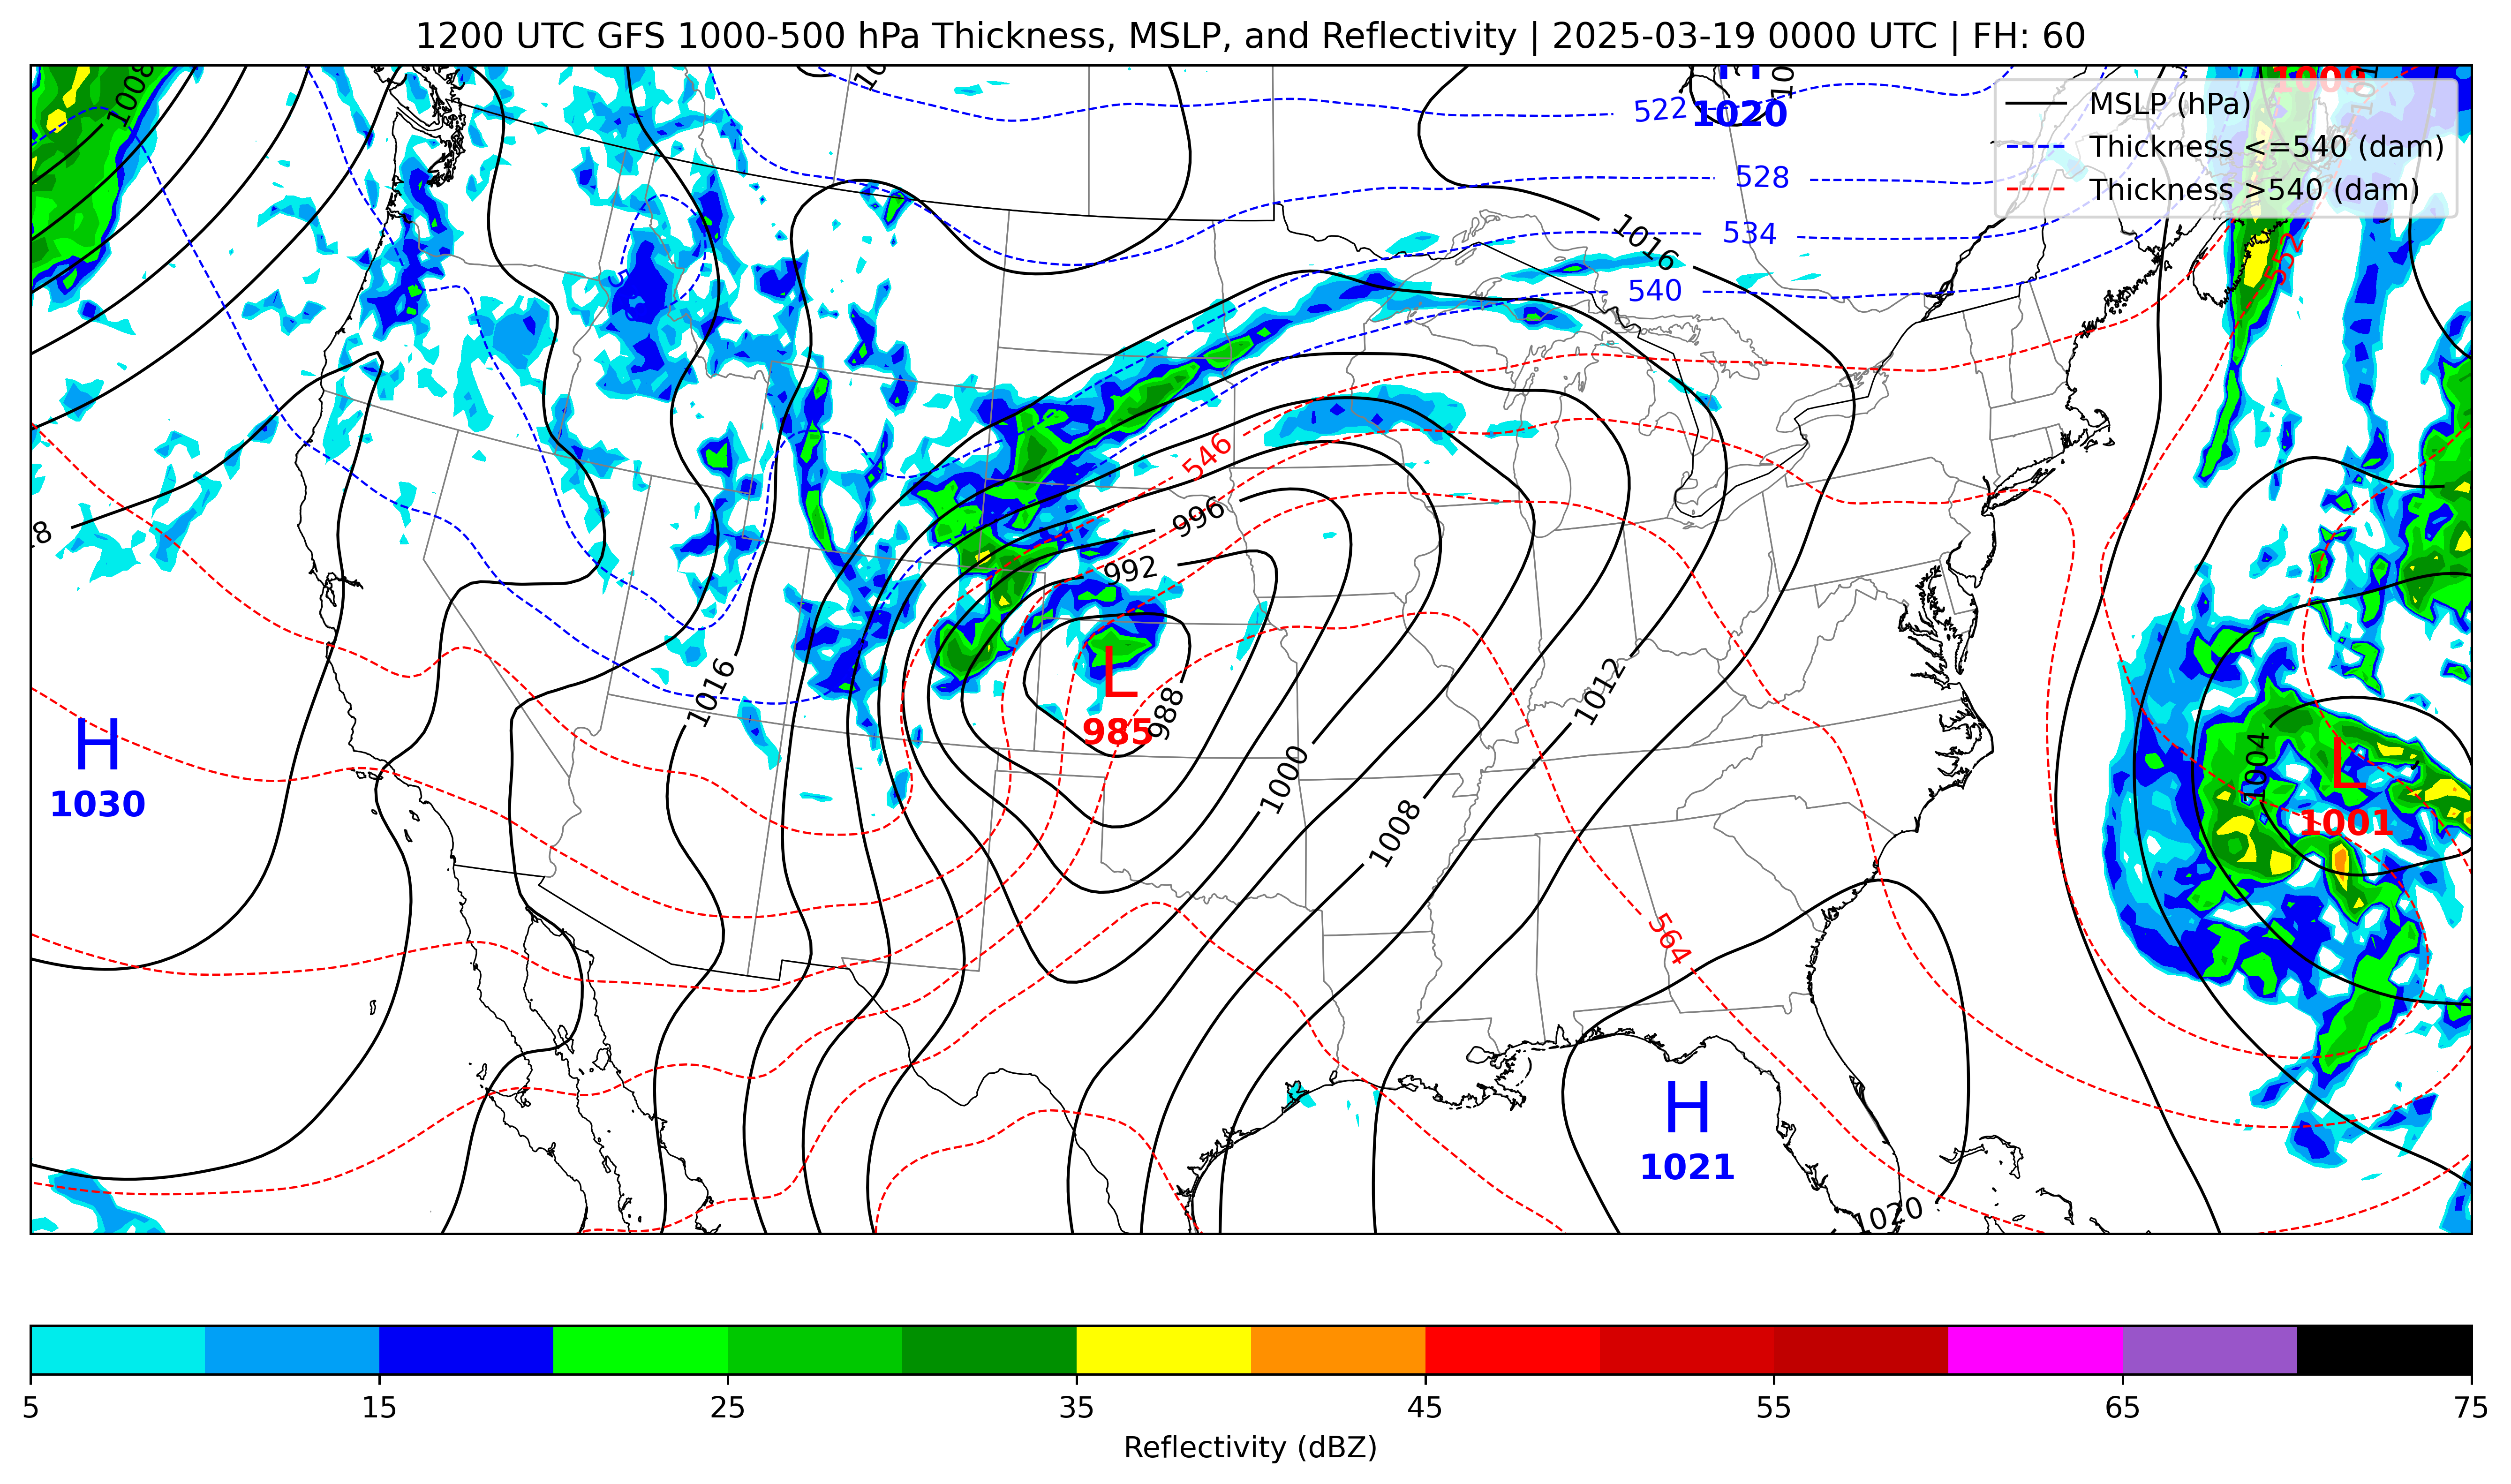 1200 UTC GFS 1000-500 hPa Thickness, MSLP, and Reflectivity | 2025-03-19 0000 UTC | FH: 60
1008
H
1020
1009
MSLP (hPa)
Thickness <=540 (dam)
Thickness >540 (dam)
522
528
534
540
1016
552
546
996
992
L
985
988
1016
1012
1000
1008
1004
L
1001
H
1030
564
H
1021
1020
5 15 25 35 45 55 65 75
Reflectivity (dBZ)